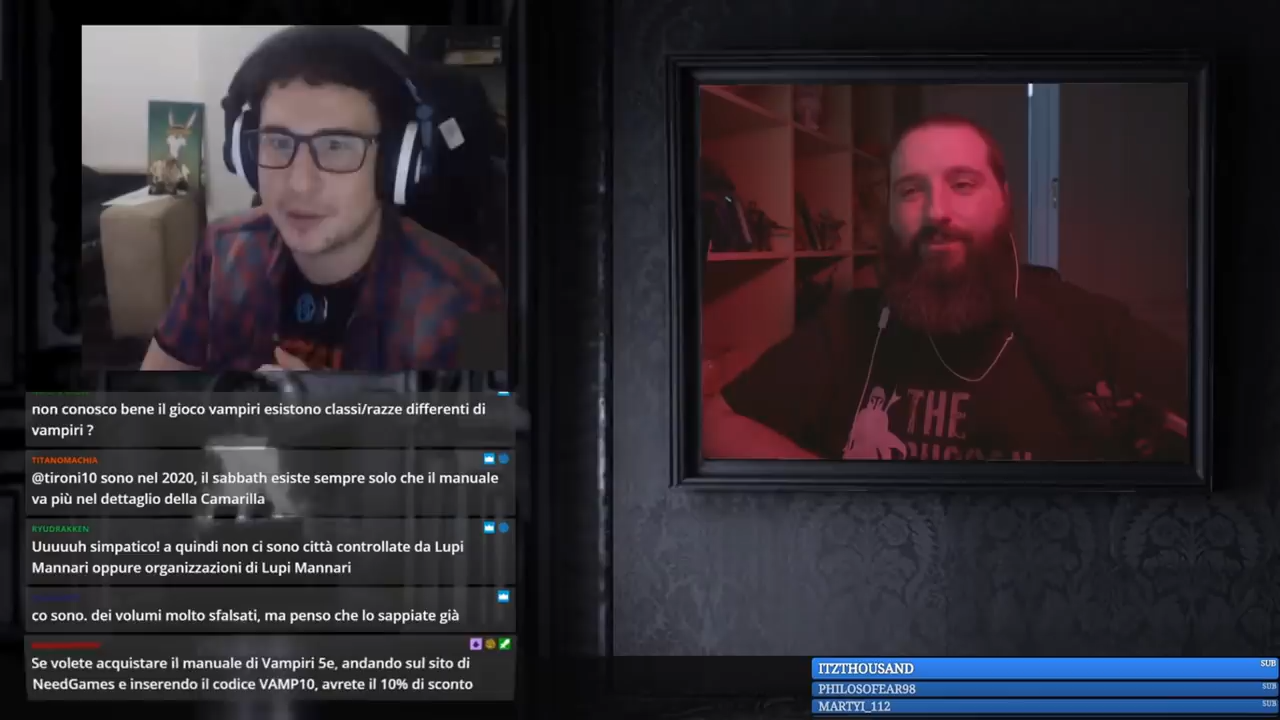 non conosco bene il gioco vampiri esistono classi/razze differenti di
vampiri ?
TITANOMACHIA
@tironi10 sono nel 2020, il sabbath esiste sempre solo che il manuale
va più nel dettaglio della Camarilla
RYUDRAKKEN
Uuuuuh simpatico! a quindi non ci sono città controllate da Lupi
Mannari oppure organizzazioni di Lupi Mannari
co sono. dei volumi molto sfalsati, ma penso che lo sappiate già
Se volete acquistare il manuale di Vampiri 5e, andando sul sito di
NeedGames e inserendo il codice VAMP10, avrete il 10% di sconto
THE
ITZTHOUSAND SUB
PHILOSOFEAR98 SUB
MARTYI_112 SUB